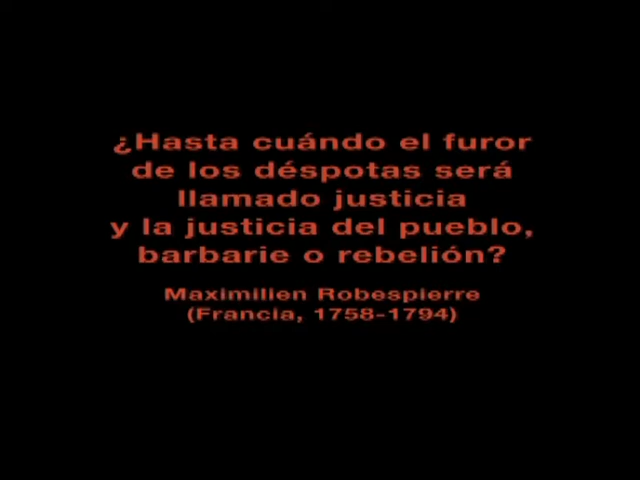 ¿Hasta cuándo el furor
de los déspotas será
llamado justicia
y la justicia del pueblo,
barbarie o rebelión?
Maximilien Robespierre
(Francia, 1758-1794)